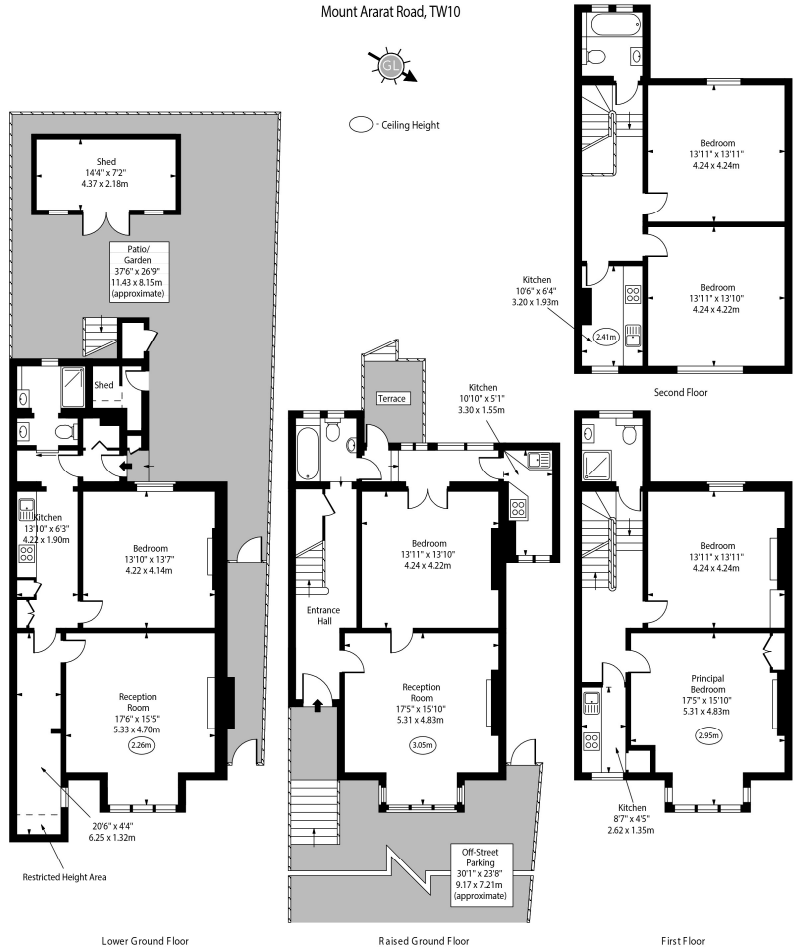 Mount Ararat Road, TW10
GL
- Ceiling Height
Shed
14'4" x 7'2"
4.37 x 2.18m
Patio/
Garden
37'6" x 26'9"
11.43 x 8.15m
(approximate)
Shed
Kitchen
13'10" x 6'3"
4.22 x 1.90m
Bedroom
13'10" x 13'7"
4.22 x 4.14m
Reception
Room
17'6" x 15'5"
5.33 x 4.70m
2.26m
20'6" x 4'4"
6.25 x 1.32m
Restricted Height Area
Lower Ground Floor
Terrace
Kitchen
10'10" x 5'1"
3.30 x 1.55m
Bedroom
13'11" x 13'10"
4.24 x 4.22m
Entrance
Hall
Reception
Room
17'5" x 15'10"
5.31 x 4.83m
3.05m
Off-Street
Parking
30'1" x 23'8"
9.17 x 7.21m
(approximate)
Raised Ground Floor
Bedroom
13'11" x 13'11"
4.24 x 4.24m
Bedroom
13'11" x 13'10"
4.24 x 4.22m
Kitchen
10'6" x 6'4"
3.20 x 1.93m
2.41m
Second Floor
Bedroom
13'11" x 13'11"
4.24 x 4.24m
Principal
Bedroom
17'5" x 15'10"
5.31 x 4.83m
2.95m
Kitchen
8'7" x 4'5"
2.62 x 1.35m
First Floor